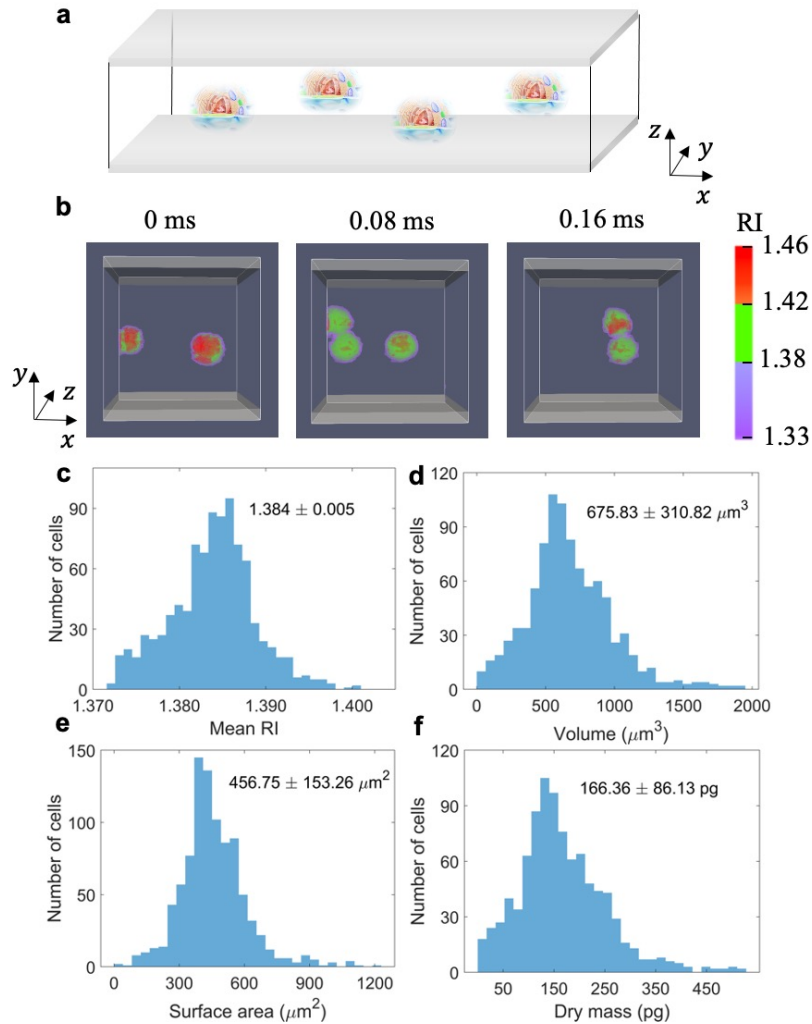 a
z
y
x
b
0 ms
0.08 ms
0.16 ms
RI
1.46
1.42
1.38
1.33
y
z
x
c
1.384 ± 0.005
90
60
30
0
Number of cells
1.370
1.380
1.390
1.400
Mean RI
d
675.83 ± 310.82 μm³
120
90
60
30
0
Number of cells
0
500
1000
1500
2000
Volume (μm³)
e
456.75 ± 153.26 μm²
150
100
50
0
Number of cells
0
300
600
900
1200
Surface area (μm²)
f
166.36 ± 86.13 pg
120
90
60
30
0
Number of cells
50
150
250
350
450
Dry mass (pg)